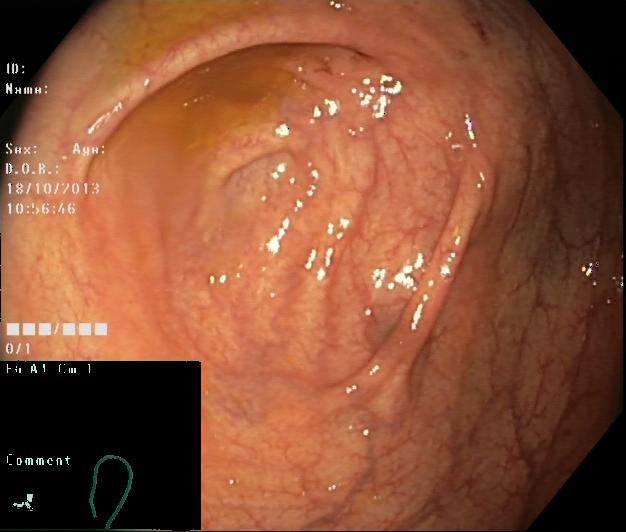 ID:
Name:
Sex: Age:
D.O.B.:
18/10/2013
10:56:46
■■■/■■■
0/1
Comment